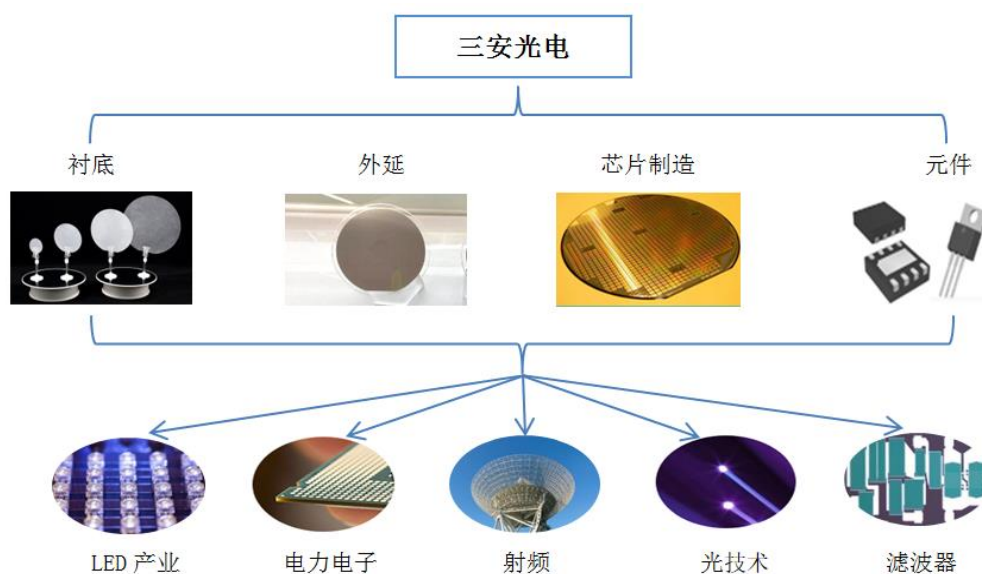 三安光电
衬底
外延
芯片制造
元件
LED 产业
电力电子
射频
光技术
滤波器